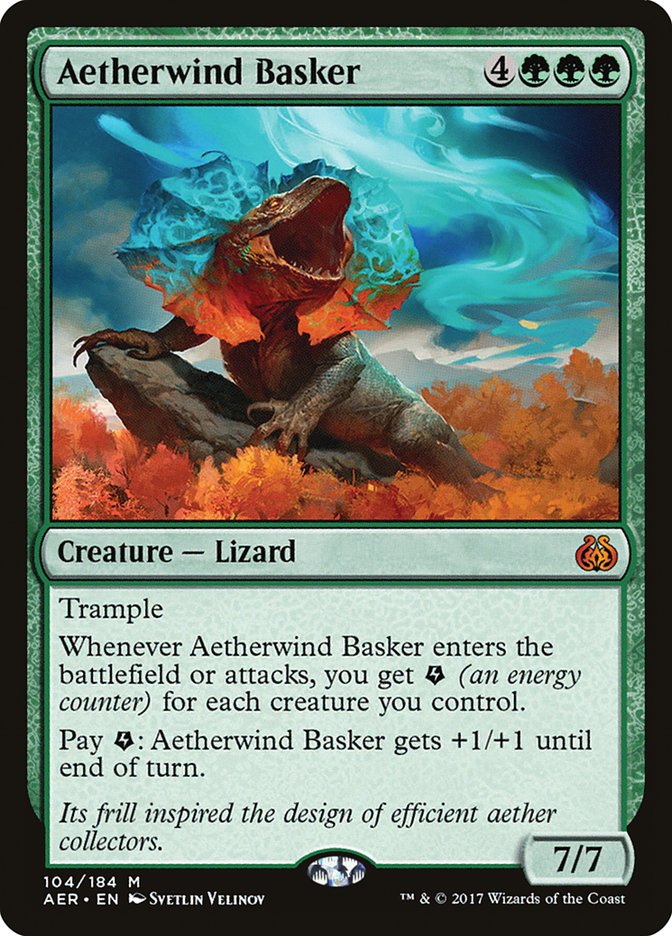 Aetherwind Basker 4
Creature — Lizard
Trample
Whenever Aetherwind Basker enters the
battlefield or attacks, you get (an energy
counter) for each creature you control.
Pay : Aetherwind Basker gets +1/+1 until
end of turn.
Its frill inspired the design of efficient aether
collectors.
7/7
104/184 M
AER • EN Svetlin Velinov
™ & © 2017 Wizards of the Coast